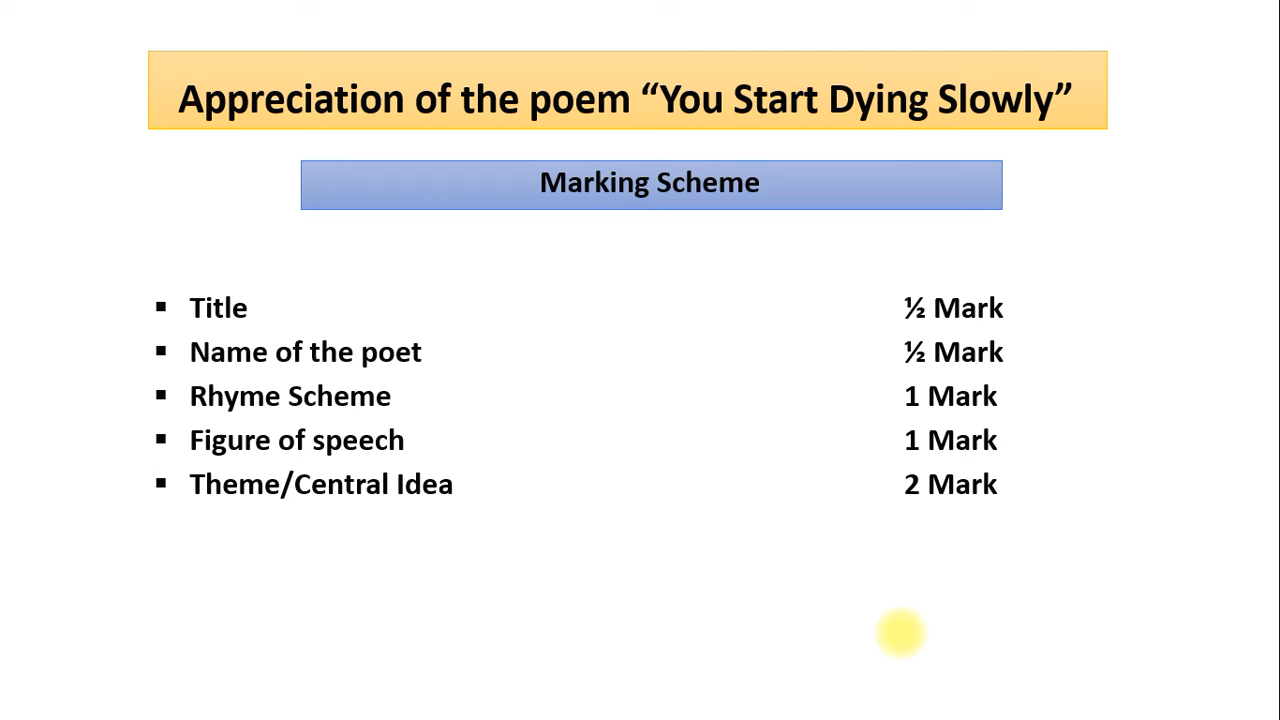 Appreciation of the poem “You Start Dying Slowly”
Marking Scheme
▪ Title ½ Mark
▪ Name of the poet ½ Mark
▪ Rhyme Scheme 1 Mark
▪ Figure of speech 1 Mark
▪ Theme/Central Idea 2 Mark